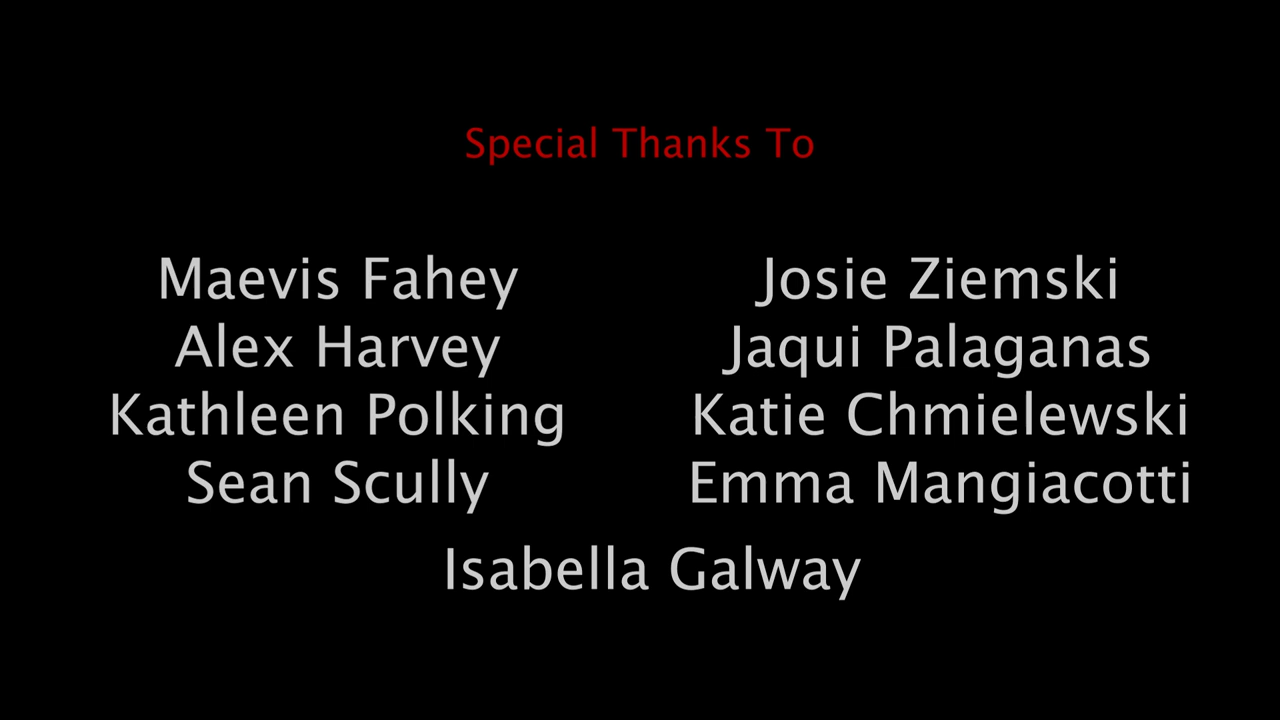 Special Thanks To
Maevis Fahey
Alex Harvey
Kathleen Polking
Sean Scully
Josie Ziemski
Jaqui Palaganas
Katie Chmielewski
Emma Mangiacotti
Isabella Galway